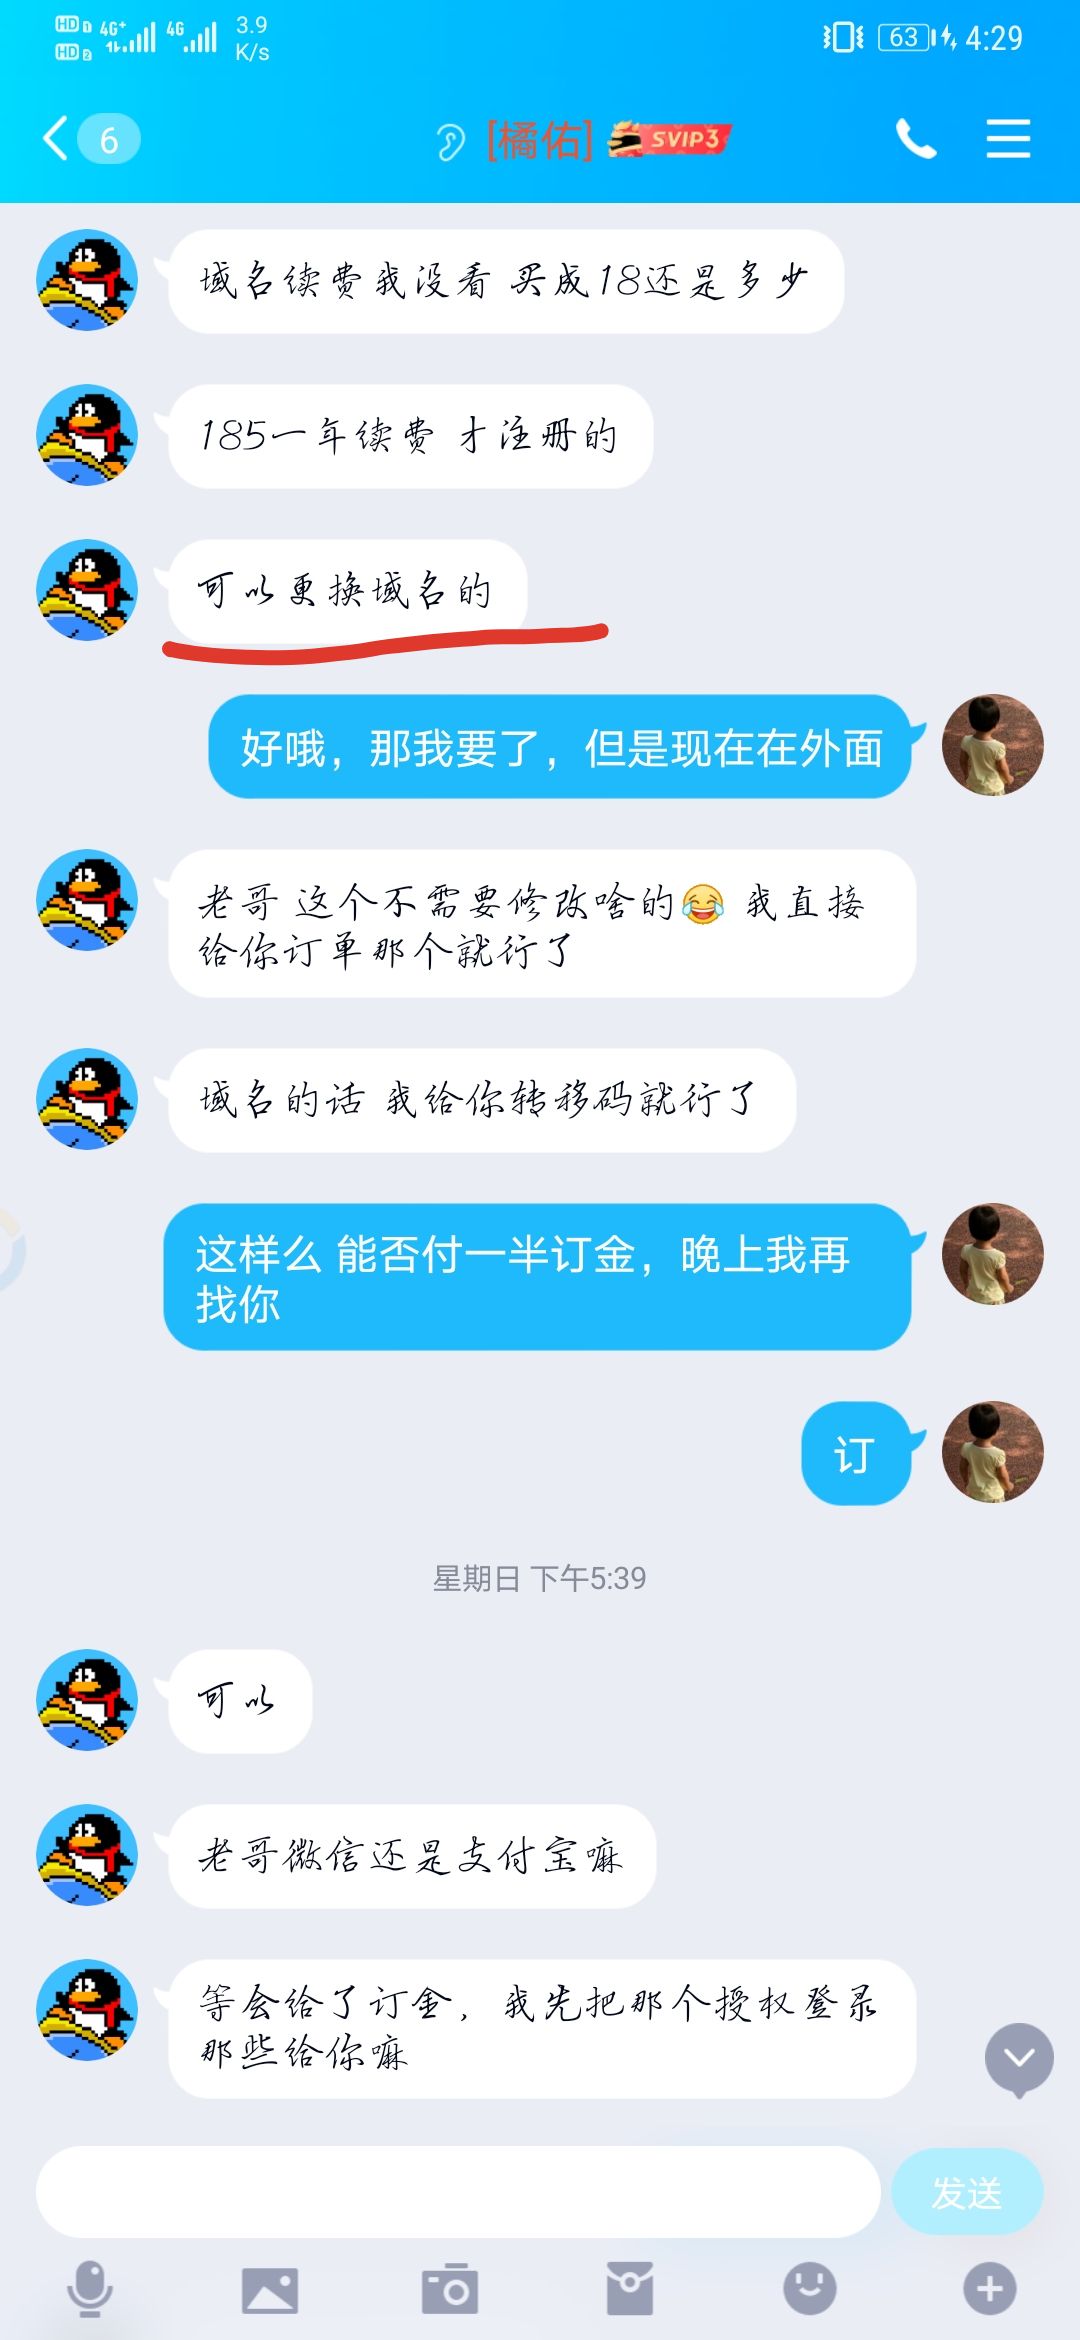 HD 1 4G+ 4G 3.9
HD 2 K/s
63 4:29
6 [橘佑] SVIP3
域名续费我没看 买成18还是多少
185一年续费 才注册的
可以更换域名的
好哦，那我要了，但是现在在外面
老哥 这个不需要修改啥的😂 我直接
给你订单那个就行了
域名的话 我给你转移码就行了
这样么 能否付一半订金，晚上我再
找你
订
星期日 下午5:39
可以
老哥微信还是支付宝嘛
等会给了订金，我先把那个授权登录
那些给你嘛
发送